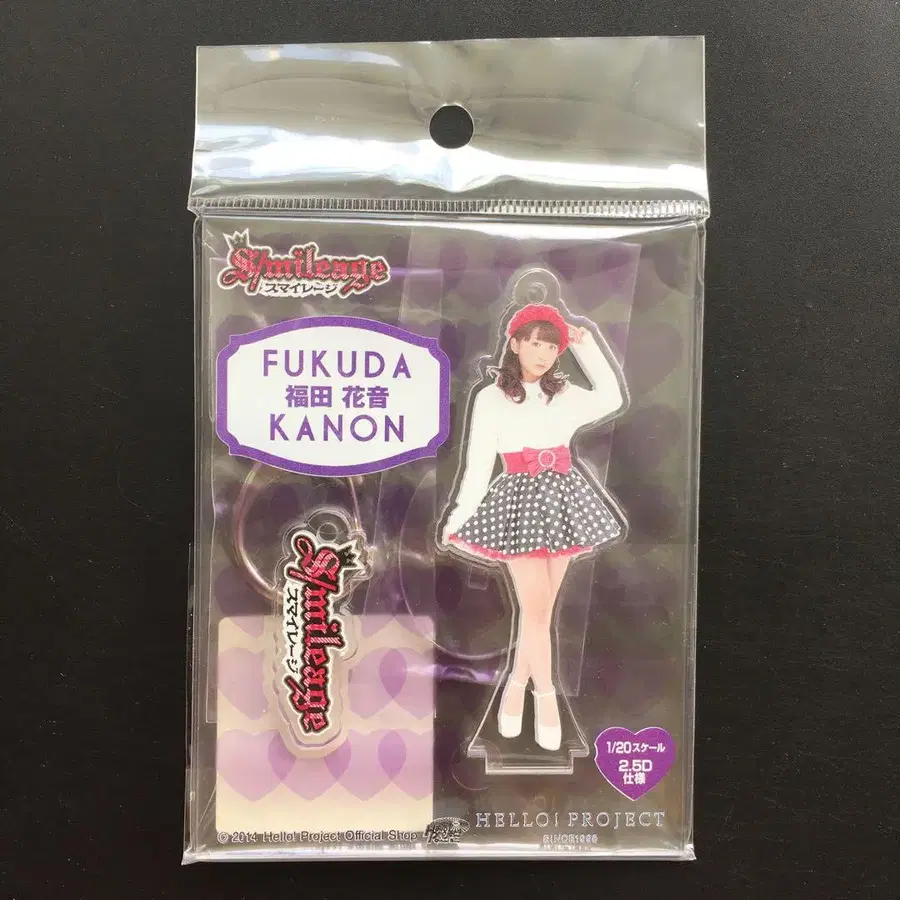 S/mileage
スマイレージ
FUKUDA
福田 花音
KANON
S/mileage
スマイレージ
1/20スケール
2.5D
仕様
© 2014 Hello! Project Official Shop
HELLO! PROJECT